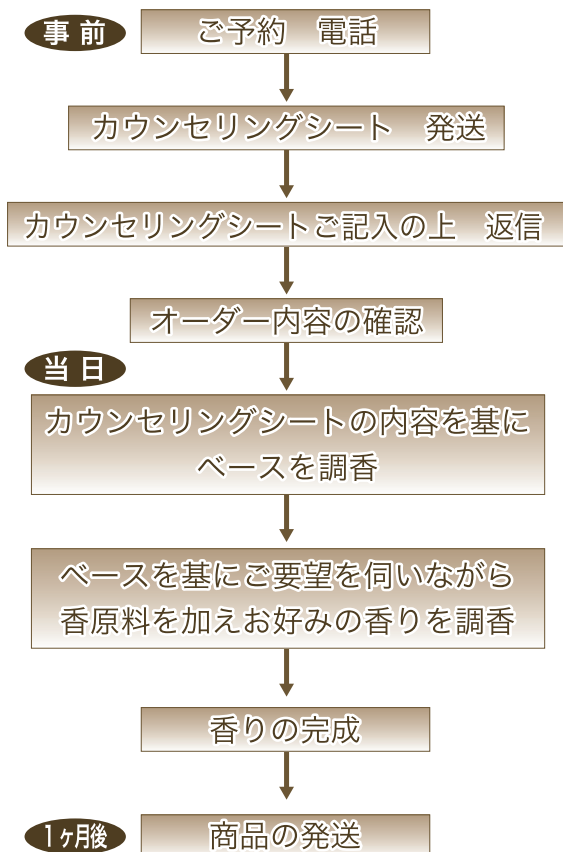 事前
ご予約　電話
カウンセリングシート　発送
カウンセリングシートご記入の上　返信
オーダー内容の確認
当日
カウンセリングシートの内容を基に
ベースを調香
ベースを基にご要望を伺いながら
香原料を加えお好みの香りを調香
香りの完成
1ヶ月後
商品の発送